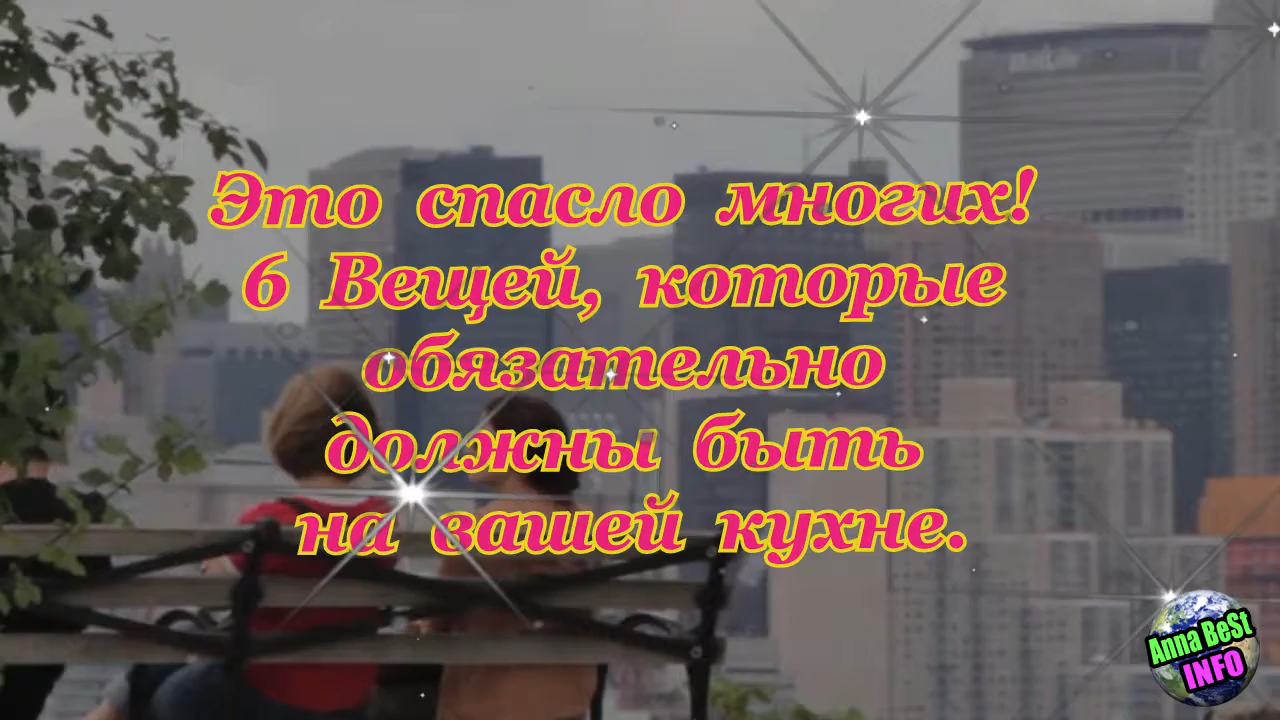 Это спасло многих!
6 Вещей, которые
обязательно
должны быть
на вашей кухне.
Anna BeSt
INFO